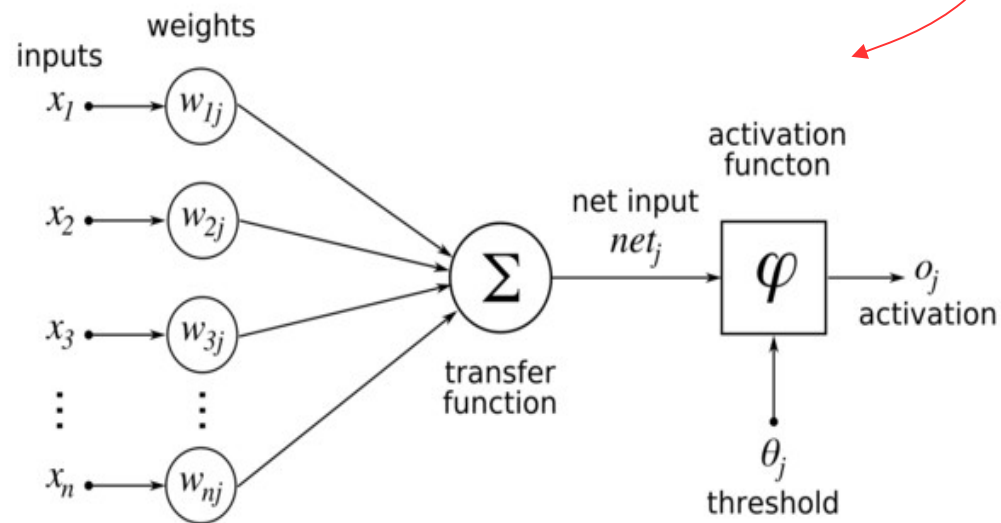 weights
inputs
x1
w1j
activation
functon
x2
w2j
net input
netj
Σ
φ
oj
activation
x3
w3j
transfer
function
⋮
⋮
xn
wnj
θj
threshold